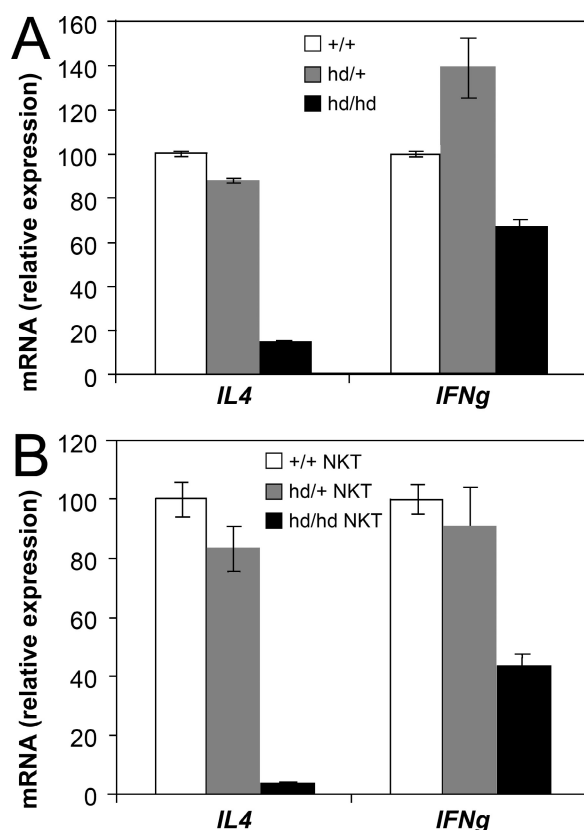 A
160
140
120
100
80
60
40
20
0
mRNA (relative expression)
+/+
hd/+
hd/hd
IL4 IFNg
B
120
100
80
60
40
20
0
mRNA (relative expression)
+/+ NKT
hd/+ NKT
hd/hd NKT
IL4 IFNg